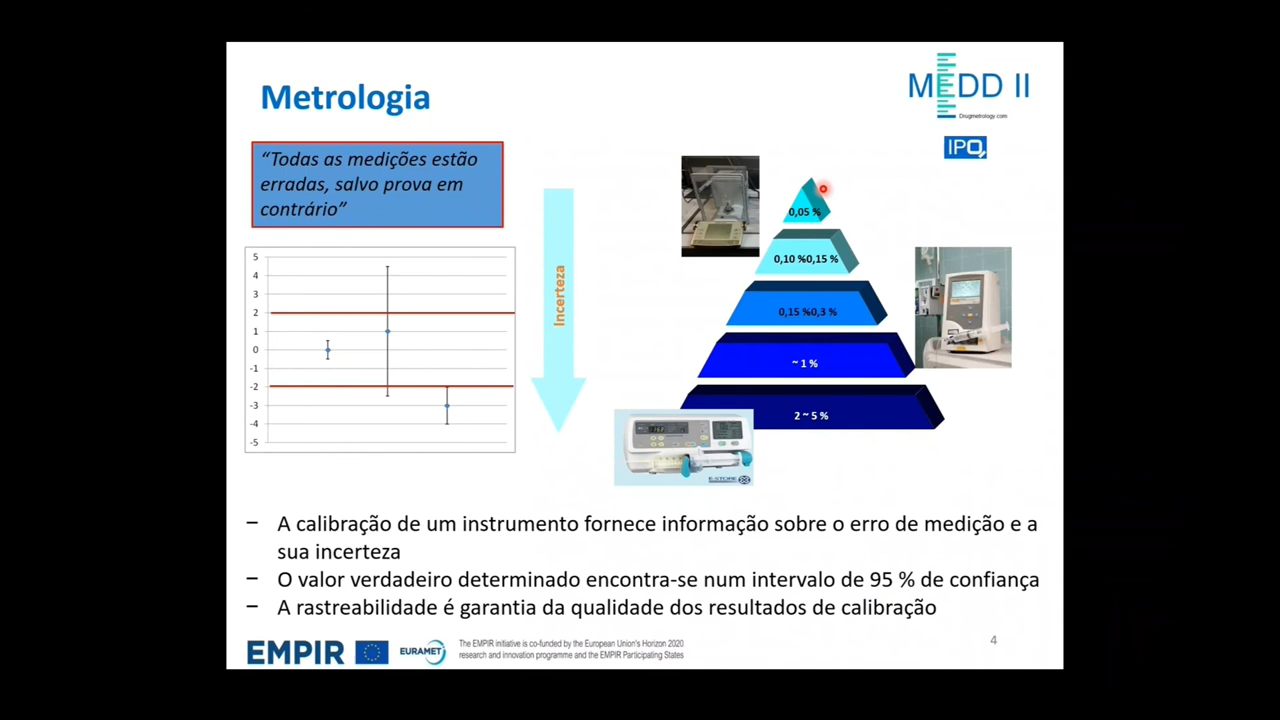 Metrologia
MEDD II
Drugmetrology.com
IPQ
“Todas as medições estão
erradas, salvo prova em
contrário”
5
4
3
2
1
0
-1
-2
-3
-4
-5
Incerteza
0,05 %
0,10 %0,15 %
0,15 %0,3 %
~ 1 %
2 ~ 5 %
E-STORE
− A calibração de um instrumento fornece informação sobre o erro de medição e a
sua incerteza
− O valor verdadeiro determinado encontra-se num intervalo de 95 % de confiança
− A rastreabilidade é garantia da qualidade dos resultados de calibração
EMPIR
EURAMET
The EMPIR initiative is co-funded by the European Union's Horizon 2020
research and innovation programme and the EMPIR Participating States
4